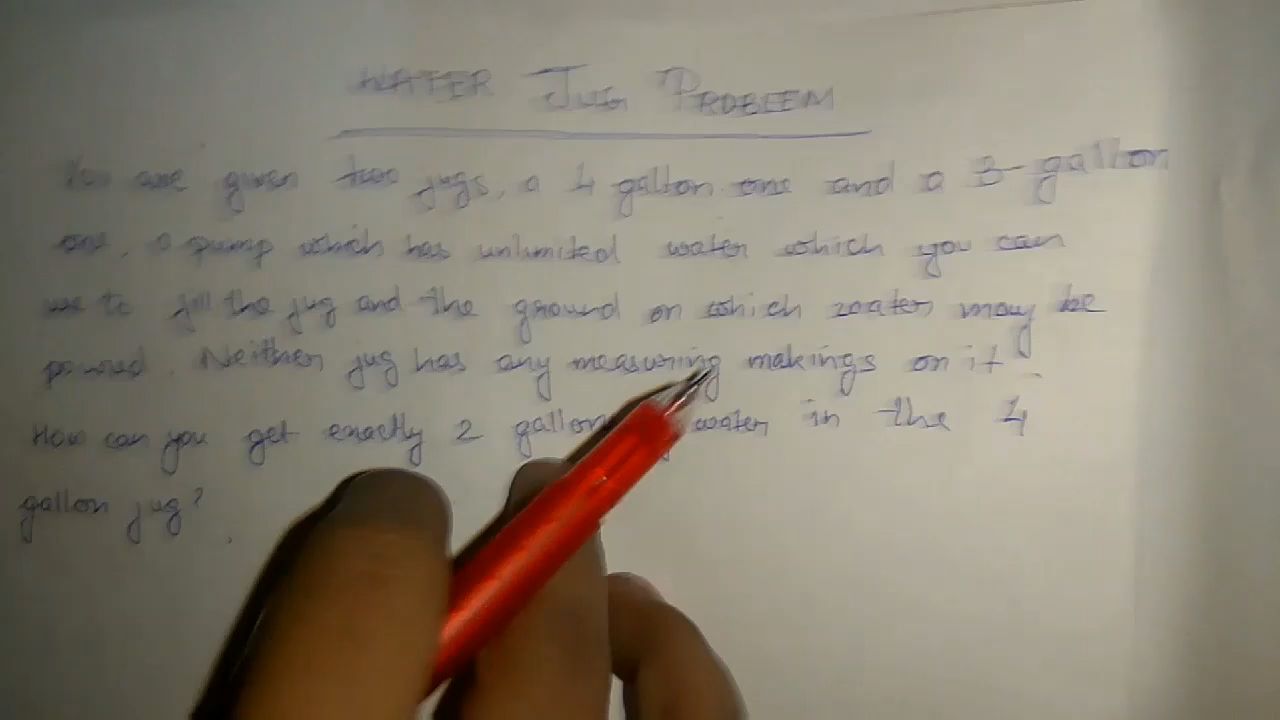 WATER JUG PROBLEM
You are given two jugs, a 4 gallon one and a 3-gallon
one, a pump which has unlimited water which you can
use to fill the jug and the ground on which water may be
poured. Neither jug has any measuring makings on it
How can you get exactly 2 gallons water in the 4
gallon jug?